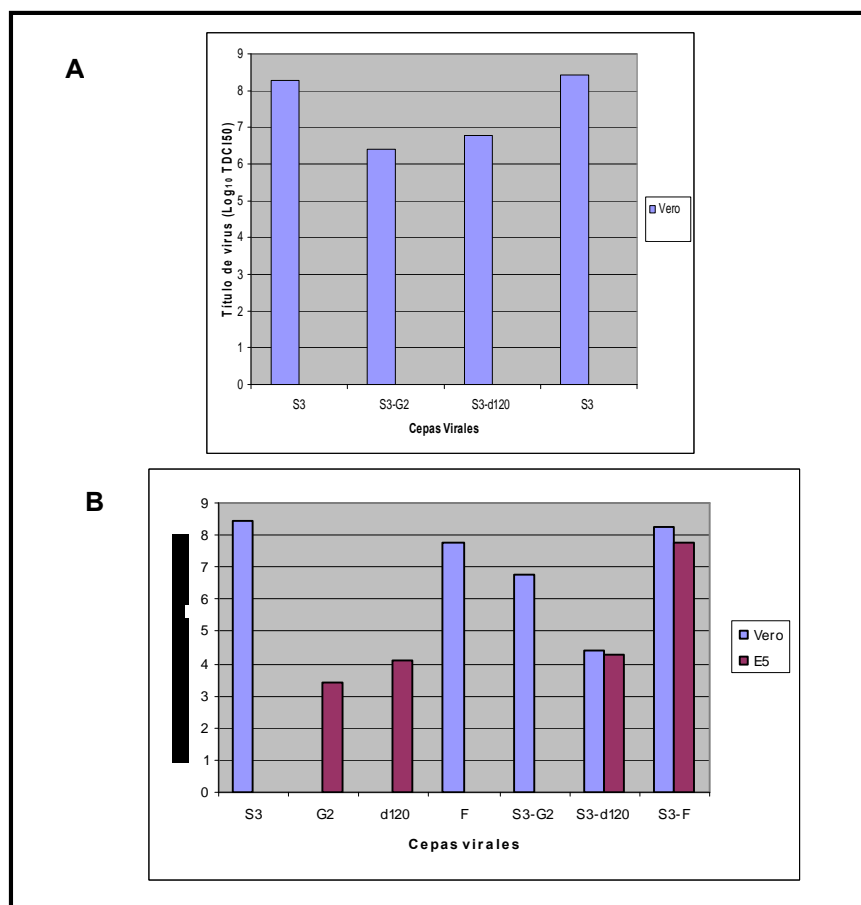 A
9
8
7
6
5
4
3
2
1
0
Título de virus (Log10 TDCI50)
S3
S3-G2
S3-d120
S3
Cepas Virales
Vero
B
9
8
7
6
5
4
3
2
1
0
S3
G2
d120
F
S3-G2
S3-d120
S3-F
Cepas virales
Vero
E5